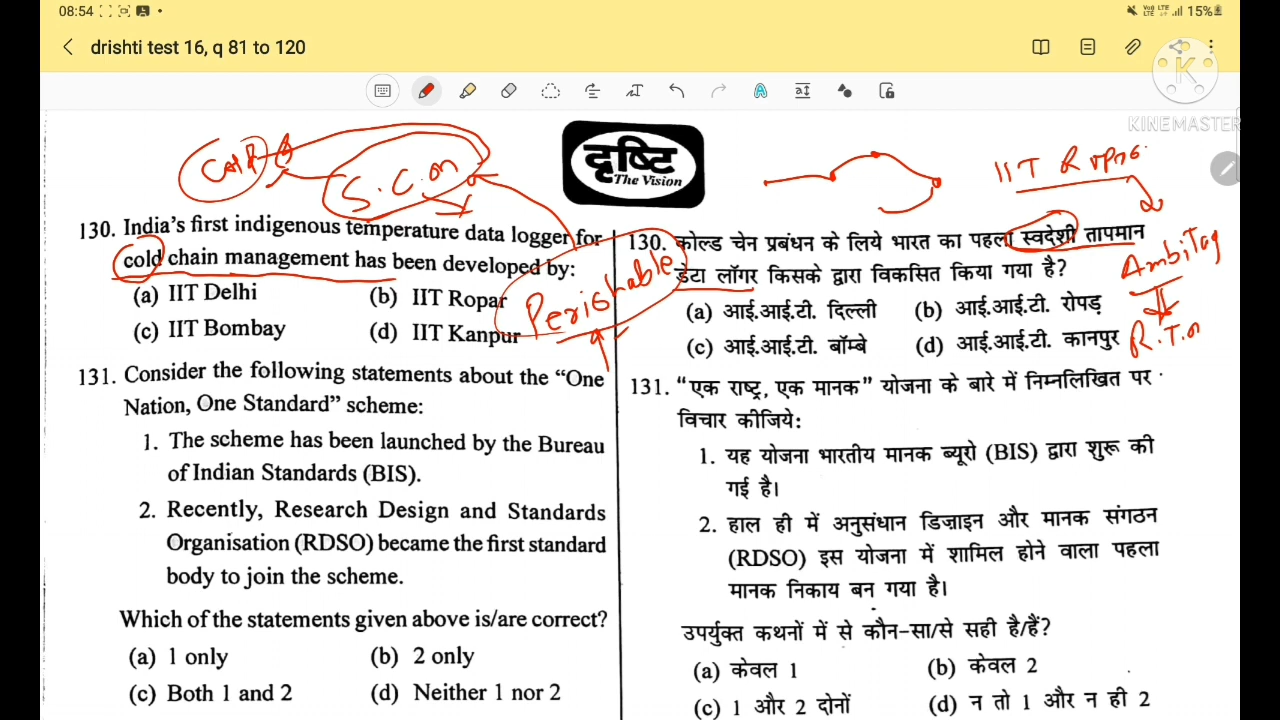 08:54
VoLTE LTE 15%
drishti test 16, q 81 to 120
K
KINEMASTER
दृष्टि
The Vision
S.C.M
IIT Ropar
AmbiTag
R.T.M
Perishable
130. India's first indigenous temperature data logger for
cold chain management has been developed by:
(a) IIT Delhi (b) IIT Ropar
(c) IIT Bombay (d) IIT Kanpur
131. Consider the following statements about the "One
Nation, One Standard" scheme:
1. The scheme has been launched by the Bureau
of Indian Standards (BIS).
2. Recently, Research Design and Standards
Organisation (RDSO) became the first standard
body to join the scheme.
Which of the statements given above is/are correct?
(a) 1 only (b) 2 only
(c) Both 1 and 2 (d) Neither 1 nor 2
130. कोल्ड चेन प्रबंधन के लिये भारत का पहला स्वदेशी तापमान
डेटा लॉगर किसके द्वारा विकसित किया गया है?
(a) आई.आई.टी. दिल्ली (b) आई.आई.टी. रोपड़
(c) आई.आई.टी. बॉम्बे (d) आई.आई.टी. कानपुर
131. "एक राष्ट्र, एक मानक" योजना के बारे में निम्नलिखित पर
विचार कीजिये:
1. यह योजना भारतीय मानक ब्यूरो (BIS) द्वारा शुरू की
गई है।
2. हाल ही में अनुसंधान डिज़ाइन और मानक संगठन
(RDSO) इस योजना में शामिल होने वाला पहला
मानक निकाय बन गया है।
उपर्युक्त कथनों में से कौन-सा/से सही है/हैं?
(a) केवल 1 (b) केवल 2
(c) 1 और 2 दोनों (d) न तो 1 और न ही 2